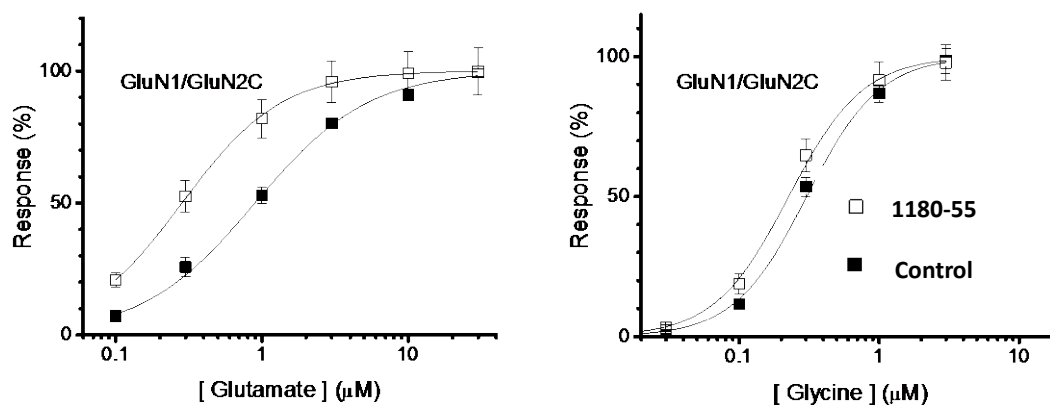 GluN1/GluN2C
100
50
0
Response (%)
0.1
1
10
[ Glutamate ] (μM)
GluN1/GluN2C
100
50
0
Response (%)
1180-55
Control
0.1
1
10
[ Glycine ] (μM)